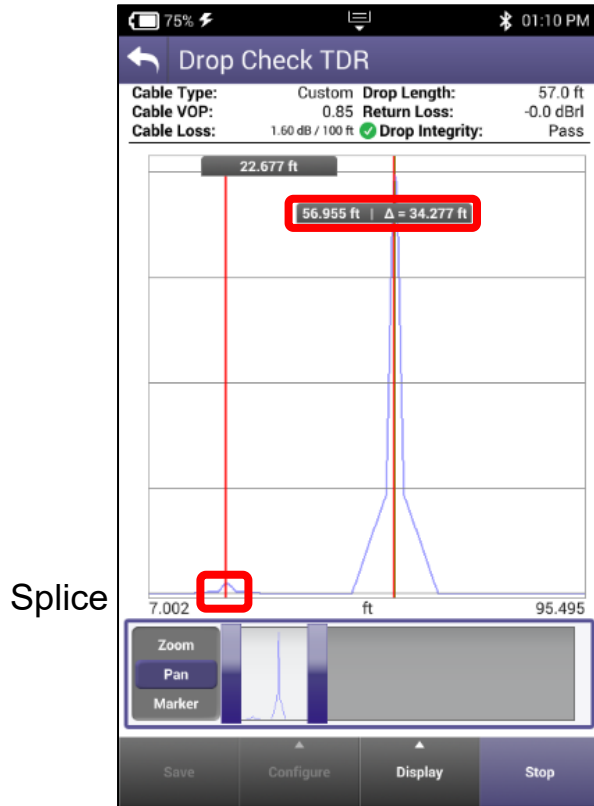 75% 01:10 PM
Drop Check TDR
Cable Type: Custom Drop Length: 57.0 ft
Cable VOP: 0.85 Return Loss: -0.0 dBrl
Cable Loss: 1.60 dB / 100 ft Drop Integrity: Pass
22.677 ft
56.955 ft | Δ = 34.277 ft
Splice
7.002 ft 95.495
Zoom
Pan
Marker
Save Configure Display Stop